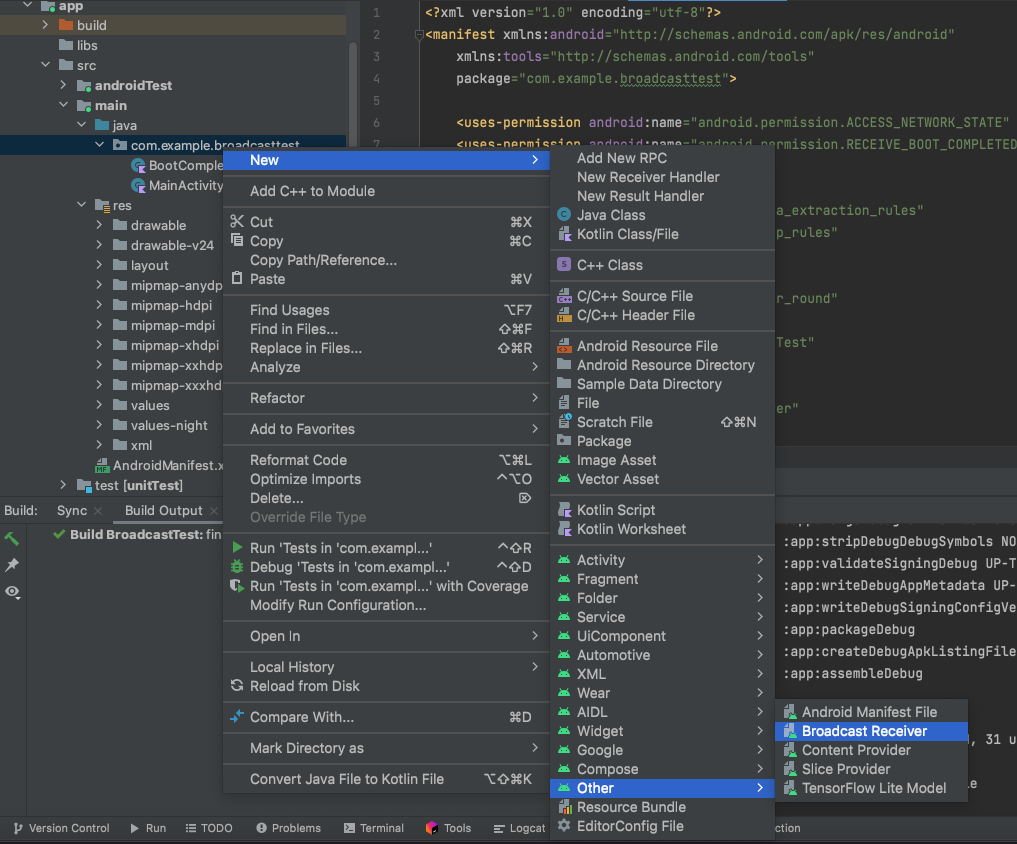 app
build
libs
src
androidTest
main
java
com.example.broadcasttest
BootComple
MainActivity
res
drawable
drawable-v24
layout
mipmap-anydp
mipmap-hdpi
mipmap-mdpi
mipmap-xhdpi
mipmap-xxhdp
mipmap-xxxhd
values
values-night
xml
AndroidManifest.x
test [unitTest]
1 <?xml version="1.0" encoding="utf-8"?>
2 <manifest xmlns:android="http://schemas.android.com/apk/res/android"
3 xmlns:tools="http://schemas.android.com/tools"
4 package="com.example.broadcasttest">
5
6 <uses-permission android:name="android.permission.ACCESS_NETWORK_STATE"
7 <uses-permission android:name="android.permission.RECEIVE_BOOT_COMPLETED
a_extraction_rules"
p_rules"
r_round"
Test"
er"
New
Add C++ to Module
Cut ⌘X
Copy ⌘C
Copy Path/Reference...
Paste ⌘V
Find Usages ⌥F7
Find in Files... ⇧⌘F
Replace in Files... ⇧⌘R
Analyze
Refactor
Add to Favorites
Reformat Code ⌥⌘L
Optimize Imports ^⌥O
Delete... ⌦
Override File Type
Run 'Tests in 'com.exampl...' ^⇧R
Debug 'Tests in 'com.exampl...' ^⇧D
Run 'Tests in 'com.exampl...' with Coverage
Modify Run Configuration...
Open In
Local History
Reload from Disk
Compare With... ⌘D
Mark Directory as
Convert Java File to Kotlin File ⌥⇧⌘K
Add New RPC
New Receiver Handler
New Result Handler
Java Class
Kotlin Class/File
C++ Class
C/C++ Source File
C/C++ Header File
Android Resource File
Android Resource Directory
Sample Data Directory
File
Scratch File ⇧⌘N
Package
Image Asset
Vector Asset
Kotlin Script
Kotlin Worksheet
Activity
Fragment
Folder
Service
UiComponent
Automotive
XML
Wear
AIDL
Widget
Google
Compose
Other
Resource Bundle
EditorConfig File
Android Manifest File
Broadcast Receiver
Content Provider
Slice Provider
TensorFlow Lite Model
Build: Sync Build Output
Build BroadcastTest: fin
:app:stripDebugDebugSymbols NO
:app:validateSigningDebug UP-T
:app:writeDebugAppMetadata UP-
:app:writeDebugSigningConfigVe
:app:packageDebug
:app:createDebugApkListingFile
:app:assembleDebug
, 31 u
e
Version Control Run TODO Problems Terminal Tools Logcat ction